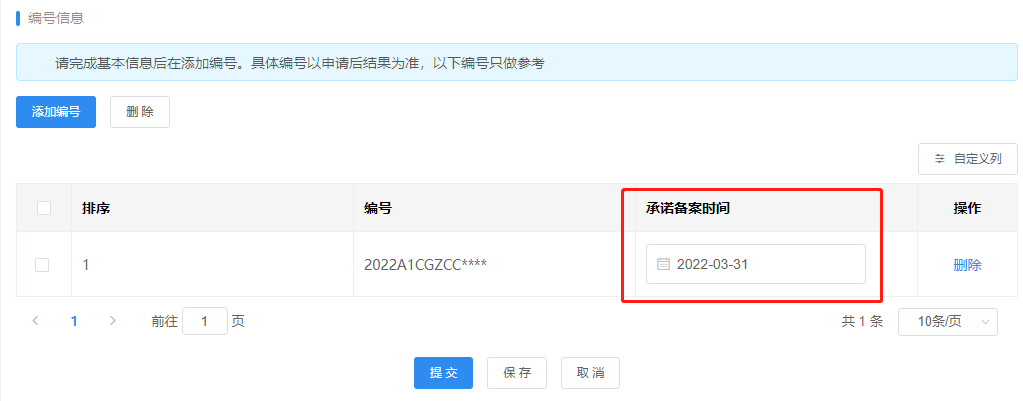 编号信息
请完成基本信息后在添加编号。具体编号以申请后结果为准，以下编号只做参考
添加编号 删 除
自定义列
排序 编号 承诺备案时间 操作
1 2022A1CGZCC**** 2022-03-31 删除
1 前往 1 页 共 1 条 10条/页
提 交 保 存 取 消